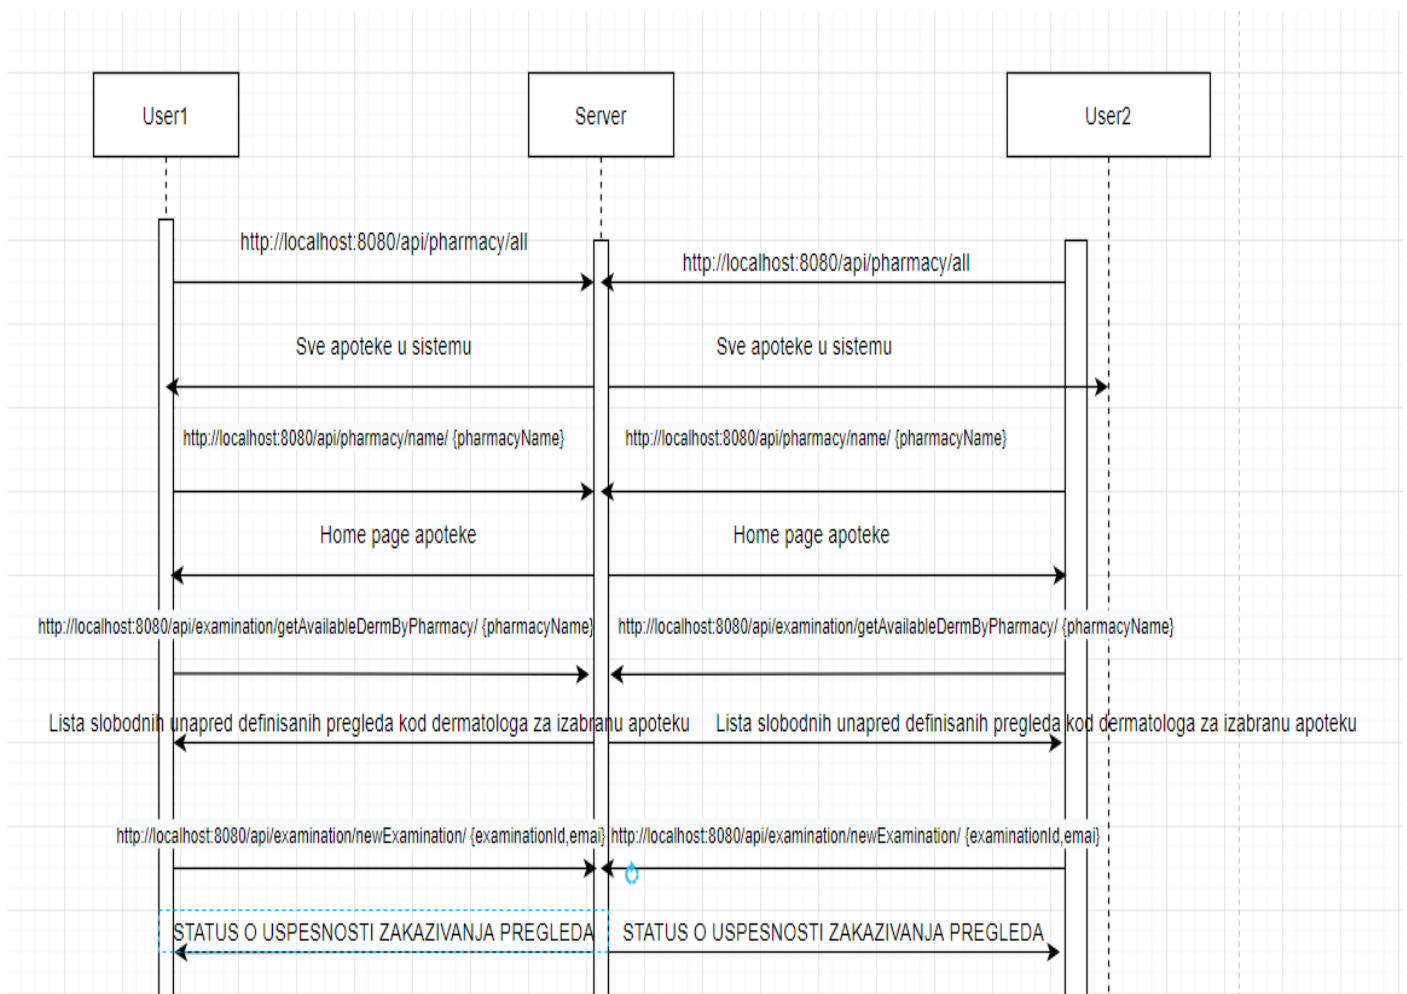 User1
Server
User2
http://localhost:8080/api/pharmacy/all
http://localhost:8080/api/pharmacy/all
Sve apoteke u sistemu
Sve apoteke u sistemu
http://localhost:8080/api/pharmacy/name/ {pharmacyName}
http://localhost:8080/api/pharmacy/name/ {pharmacyName}
Home page apoteke
Home page apoteke
http://localhost:8080/api/examination/getAvailableDermByPharmacy/ {pharmacyName}
http://localhost:8080/api/examination/getAvailableDermByPharmacy/ {pharmacyName}
Lista slobodnih unapred definisanih pregleda kod dermatologa za izabranu apoteku
Lista slobodnih unapred definisanih pregleda kod dermatologa za izabranu apoteku
http://localhost:8080/api/examination/newExamination/ {examinationId,emai}
http://localhost:8080/api/examination/newExamination/ {examinationId,emai}
STATUS O USPESNOSTI ZAKAZIVANJA PREGLEDA
STATUS O USPESNOSTI ZAKAZIVANJA PREGLEDA